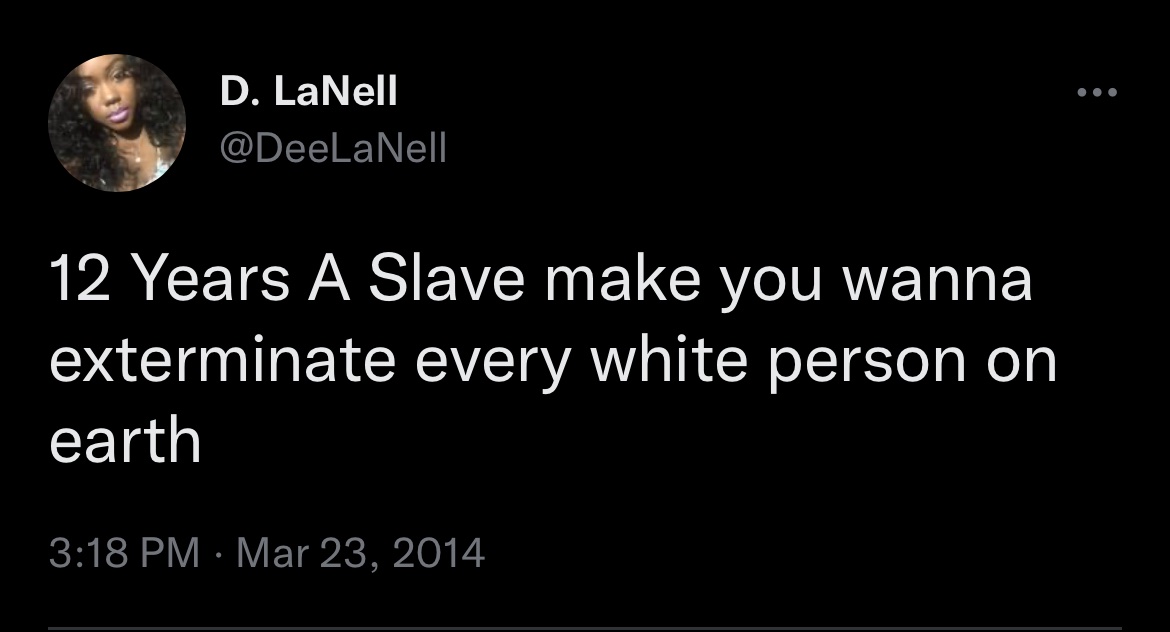 D. LaNell
@DeeLaNell
12 Years A Slave make you wanna
exterminate every white person on
earth
3:18 PM · Mar 23, 2014